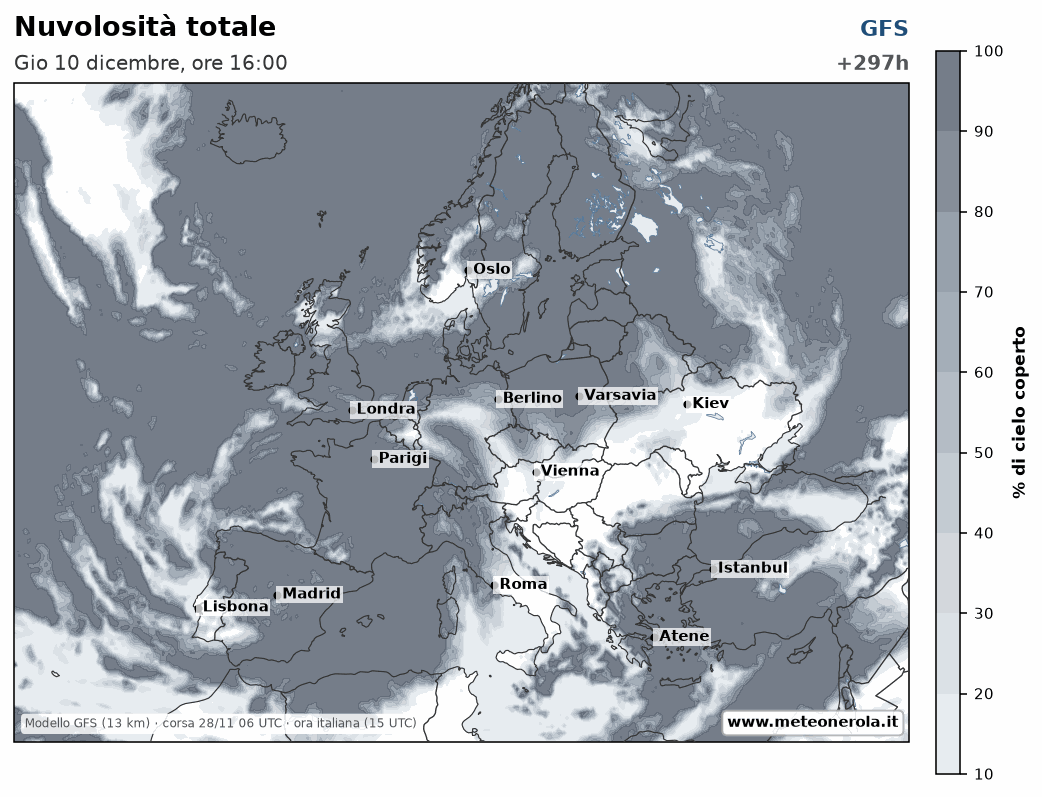 Nuvolosità totale
GFS
Gio 10 dicembre, ore 16:00
+297h
100
90
80
70
60
50
40
30
20
10
% di cielo coperto
Oslo
Berlino
Varsavia
Kiev
Londra
Parigi
Vienna
Istanbul
Roma
Madrid
Lisbona
Atene
Modello GFS (13 km) · corsa 28/11 06 UTC · ora italiana (15 UTC)
www.meteonerola.it